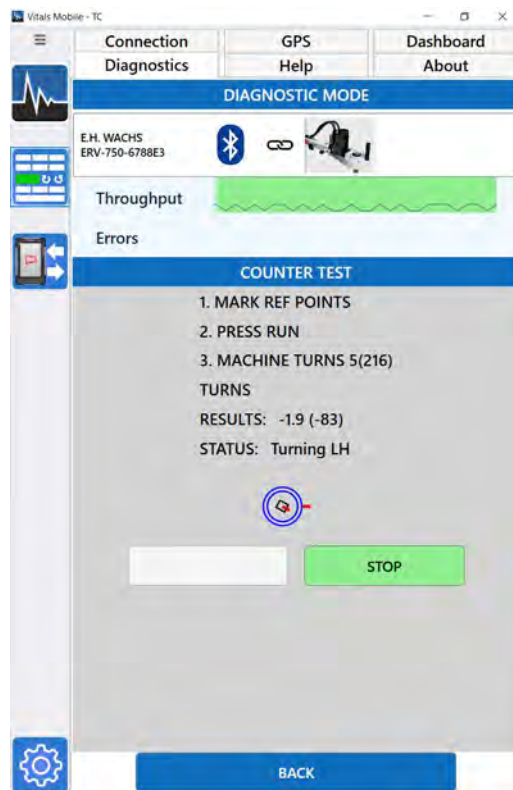 Vitals Mobile - TC
Connection GPS Dashboard
Diagnostics Help About
DIAGNOSTIC MODE
E.H. WACHS
ERV-750-6788E3
Throughput
Errors
COUNTER TEST
1. MARK REF POINTS
2. PRESS RUN
3. MACHINE TURNS 5(216)
TURNS
RESULTS: -1.9 (-83)
STATUS: Turning LH
STOP
BACK